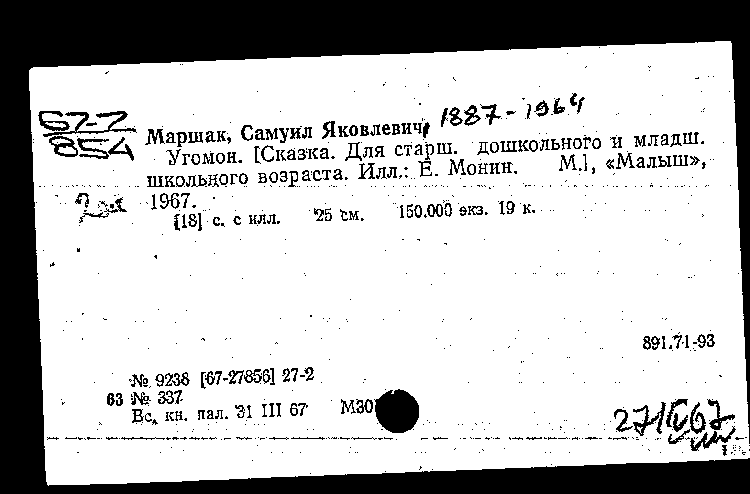 67-7
854
Маршак, Самуил Яковлевич, 1887-1964
Угомон. [Сказка. Для старш. дошкольного и младш.
школьного возраста. Илл.: Е. Монин. М.], «Малыш»,
1967.
[18] с. с илл. 25 см. 150.000 экз. 19 к.
891.71-93
№ 9238 [67-27856] 27-2
63 № 337
Вс. кн. пал. 31 III 67